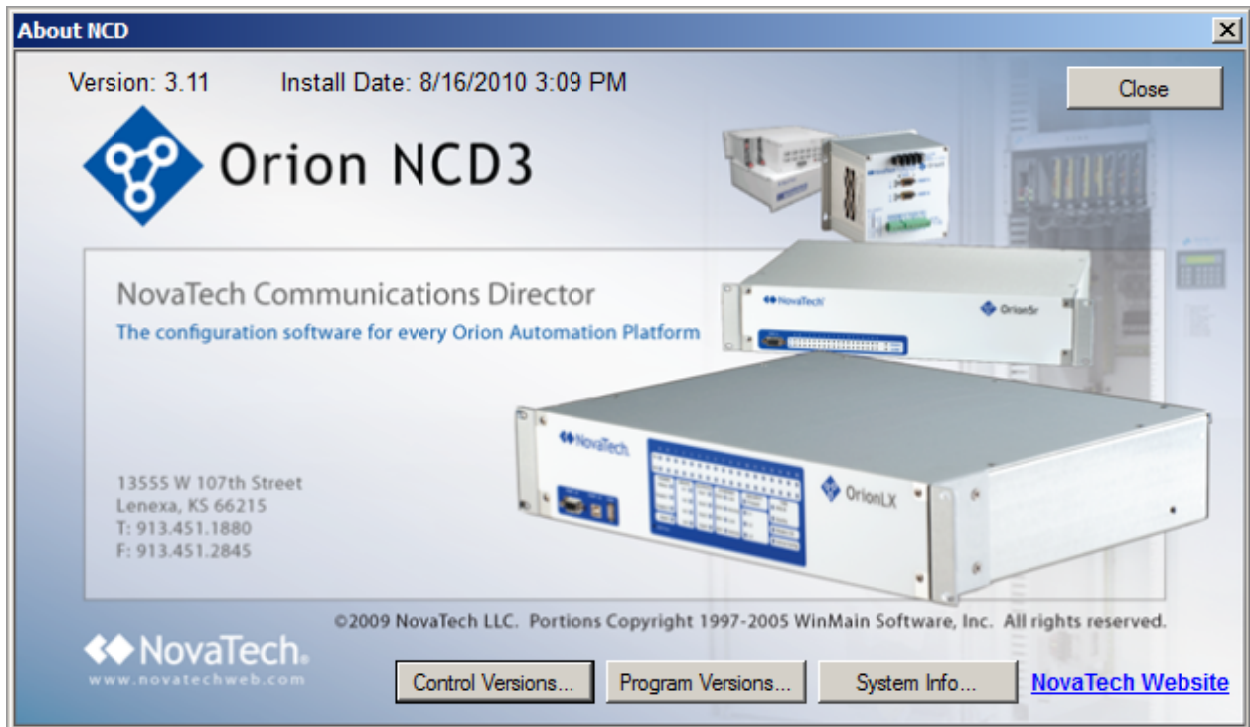 About NCD
Version: 3.11 Install Date: 8/16/2010 3:09 PM
Close
Orion NCD3
NovaTech Communications Director
The configuration software for every Orion Automation Platform
NovaTech
Orion5r
NovaTech
OrionLX
13555 W 107th Street
Lenexa, KS 66215
T: 913.451.1880
F: 913.451.2845
©2009 NovaTech LLC. Portions Copyright 1997-2005 WinMain Software, Inc. All rights reserved.
NovaTech®
www.novatechweb.com
Control Versions...
Program Versions...
System Info...
NovaTech Website